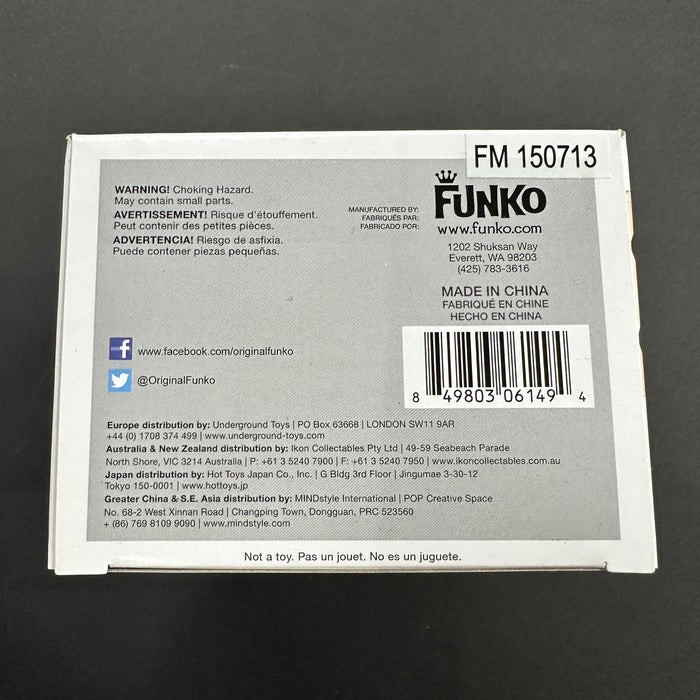 FM 150713
WARNING! Choking Hazard.
May contain small parts.
AVERTISSEMENT! Risque d'étouffement.
Peut contenir des petites pièces.
ADVERTENCIA! Riesgo de asfixia.
Puede contener piezas pequeñas.
MANUFACTURED BY:
FABRIQUÉS PAR:
FABRICADO POR:
FUNKO
www.funko.com
1202 Shuksan Way
Everett, WA 98203
(425) 783-3616
MADE IN CHINA
FABRIQUÉ EN CHINE
HECHO EN CHINA
f www.facebook.com/originalfunko
@OriginalFunko
8 49803 06149 4
Europe distribution by: Underground Toys | PO Box 63668 | LONDON SW11 9AR
+44 (0) 1708 374 499 | www.underground-toys.com
Australia & New Zealand distribution by: Ikon Collectables Pty Ltd | 49-59 Seabeach Parade
North Shore, VIC 3214 Australia | P: +61 3 5240 7900 | F: +61 3 5240 7950 | www.ikoncollectables.com.au
Japan distribution by: Hot Toys Japan Co., Inc. | G Bldg 3rd Floor | Jingumae 3-30-12
Tokyo 150-0001 | www.hottoys.jp
Greater China & S.E. Asia distribution by: MINDstyle International | POP Creative Space
No. 68-2 West Xinnan Road | Changping Town, Dongguan, PRC 523560
+ (86) 769 8109 9090 | www.mindstyle.com
Not a toy. Pas un jouet. No es un juguete.